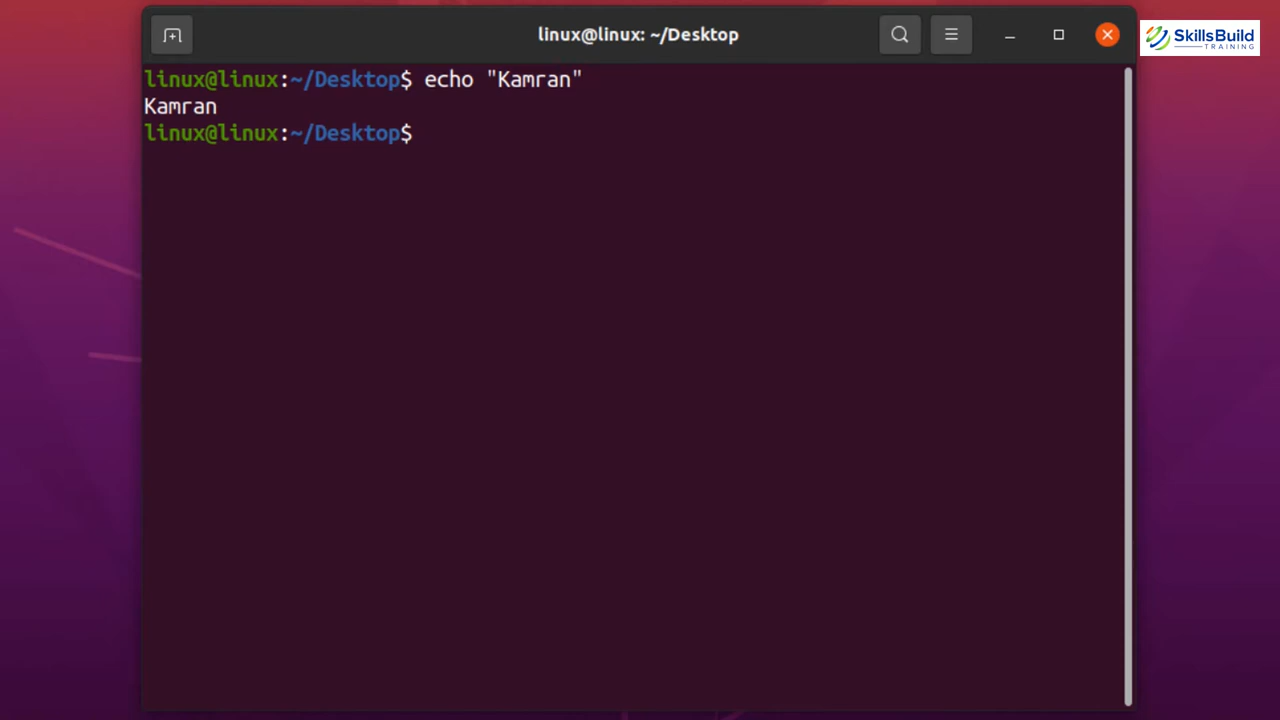 linux@linux: ~/Desktop
SkillsBuild
TRAINING
linux@linux:~/Desktop$ echo "Kamran"
Kamran
linux@linux:~/Desktop$